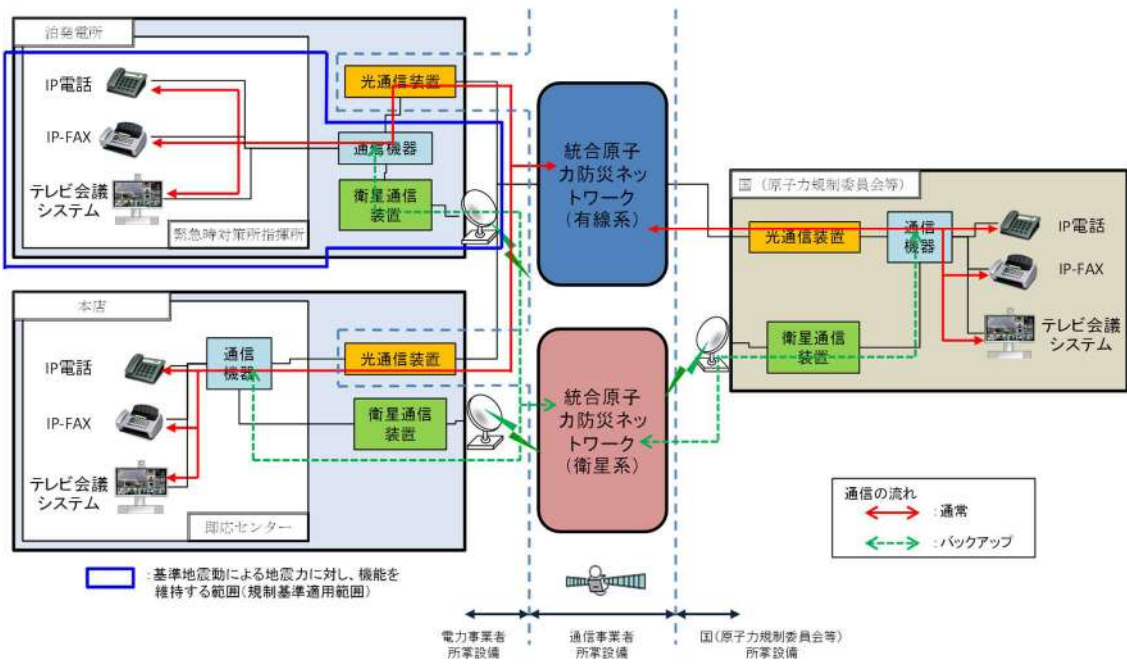 泊発電所
IP電話
IP-FAX
テレビ会議
システム
緊急時対策所指揮所
光通信装置
通信機器
衛星通信
装置
本店
IP電話
IP-FAX
テレビ会議
システム
即応センター
通信
機器
光通信装置
衛星通信
装置
統合原子
力防災ネッ
トワーク
(有線系)
統合原子
力防災ネッ
トワーク
(衛星系)
国(原子力規制委員会等)
光通信装置
通信
機器
衛星通信
装置
IP電話
IP-FAX
テレビ会議
システム
通信の流れ
:通常
:バックアップ
:基準地震動による地震力に対し、機能を
維持する範囲(規制基準適用範囲)
電力事業者
所掌設備
通信事業者
所掌設備
国(原子力規制委員会等)
所掌設備